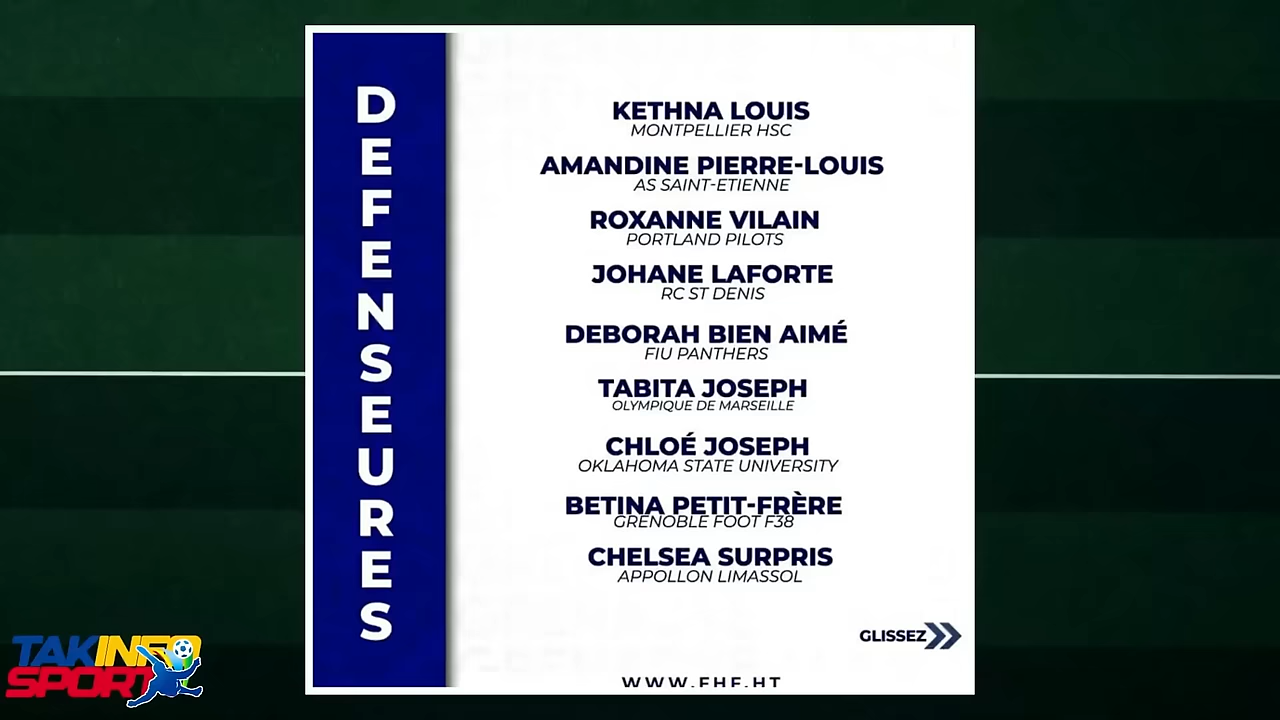 DEFENSEURES
KETHNA LOUIS
MONTPELLIER HSC
AMANDINE PIERRE-LOUIS
AS SAINT-ETIENNE
ROXANNE VILAIN
PORTLAND PILOTS
JOHANE LAFORTE
RC ST DENIS
DEBORAH BIEN AIMÉ
FIU PANTHERS
TABITA JOSEPH
OLYMPIQUE DE MARSEILLE
CHLOÉ JOSEPH
OKLAHOMA STATE UNIVERSITY
BETINA PETIT-FRÈRE
GRENOBLE FOOT F38
CHELSEA SURPRIS
APPOLLON LIMASSOL
GLISSEZ
WWW.FHF.HT
TAKINFO
SPORT